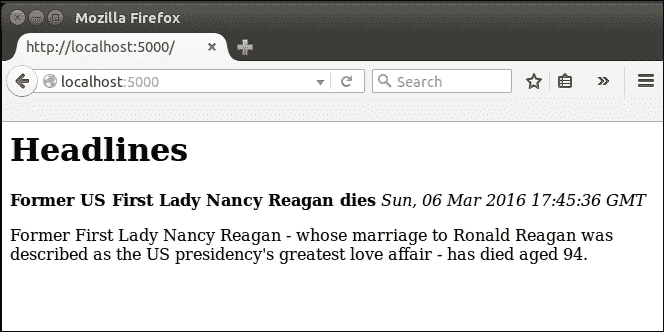 Mozilla Firefox
http://localhost:5000/
localhost:5000
Search
Headlines
Former US First Lady Nancy Reagan dies Sun, 06 Mar 2016 17:45:36 GMT
Former First Lady Nancy Reagan - whose marriage to Ronald Reagan was
described as the US presidency's greatest love affair - has died aged 94.